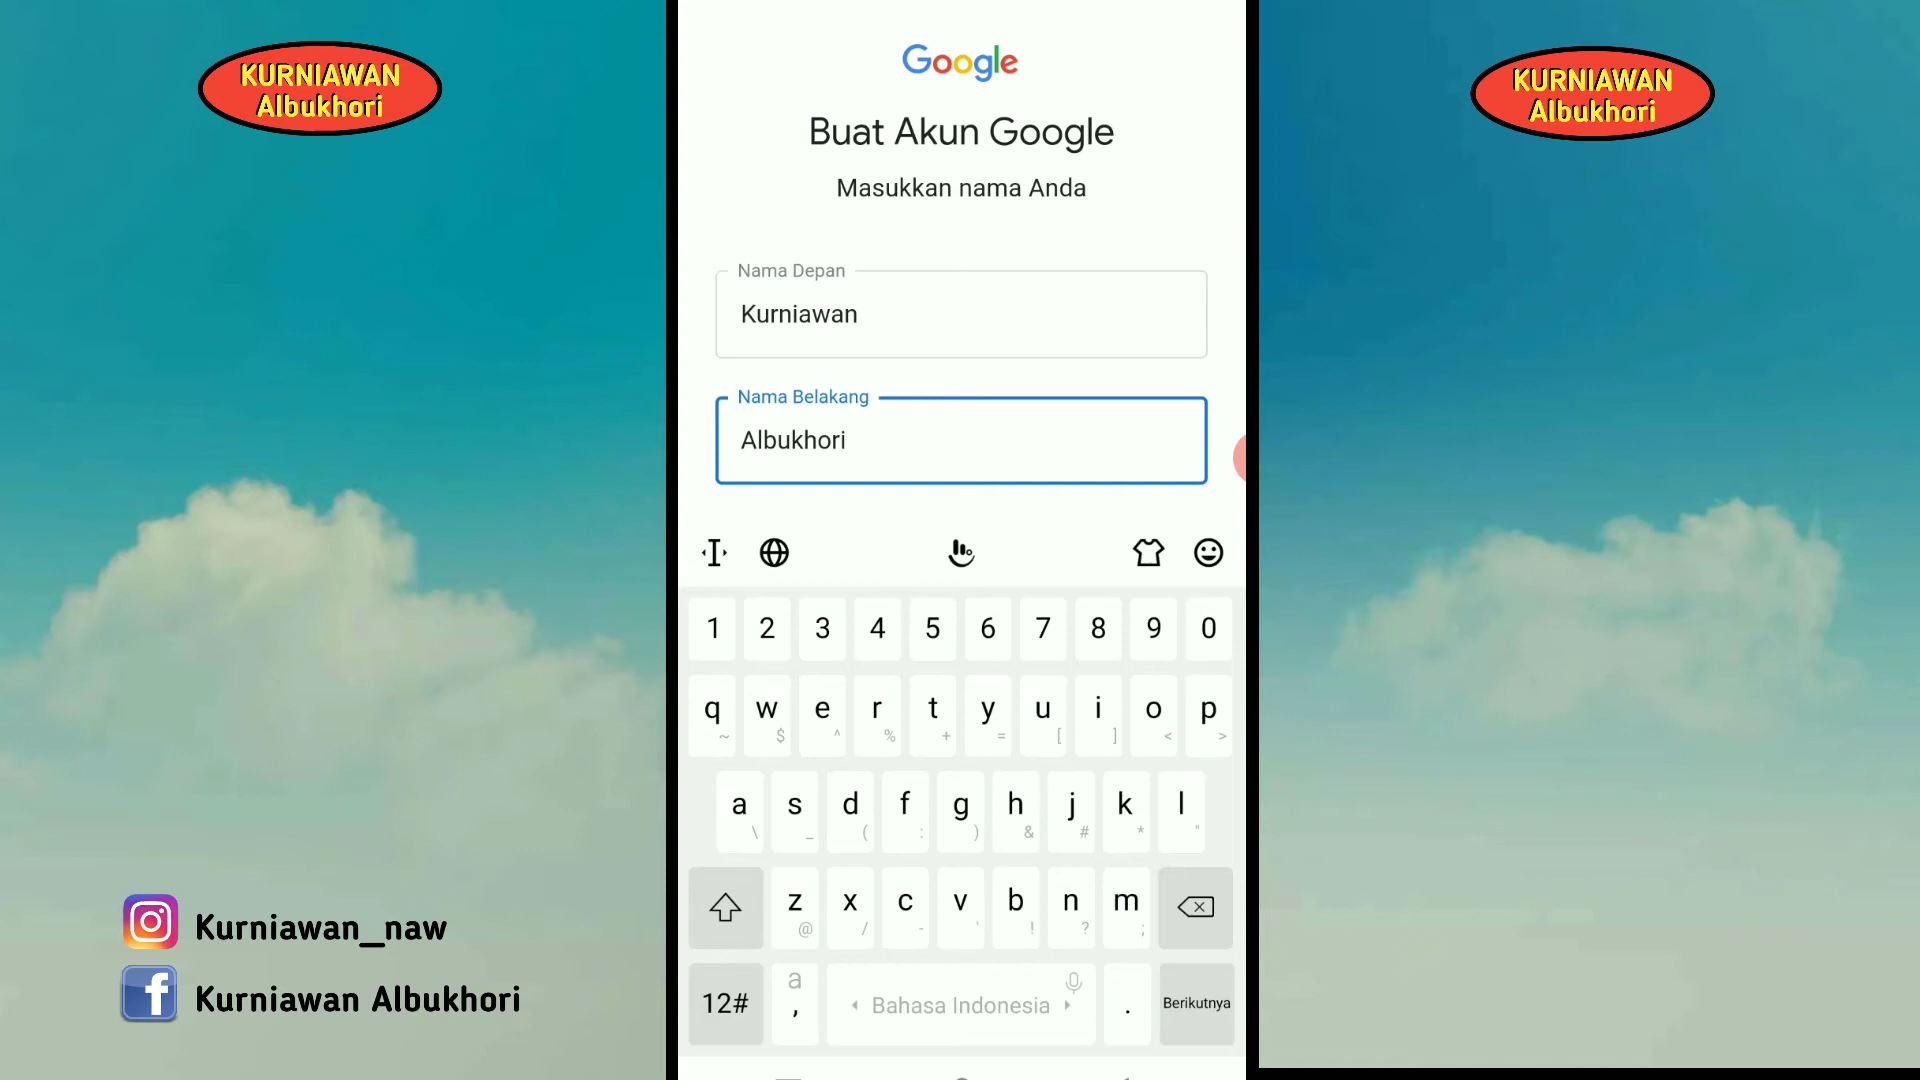 KURNIAWAN
Albukhori
Google
Buat Akun Google
Masukkan nama Anda
Nama Depan
Kurniawan
Nama Belakang
Albukhori
1 2 3 4 5 6 7 8 9 0
q w e r t y u i o p
~ $ ^ % + = [ ] < >
a s d f g h j k l
\ _ ( : ) & # * "
z x c v b n m
@ / - ' ! ? ;
12# a , Bahasa Indonesia . Berikutnya
KURNIAWAN
Albukhori
Kurniawan_naw
f Kurniawan Albukhori